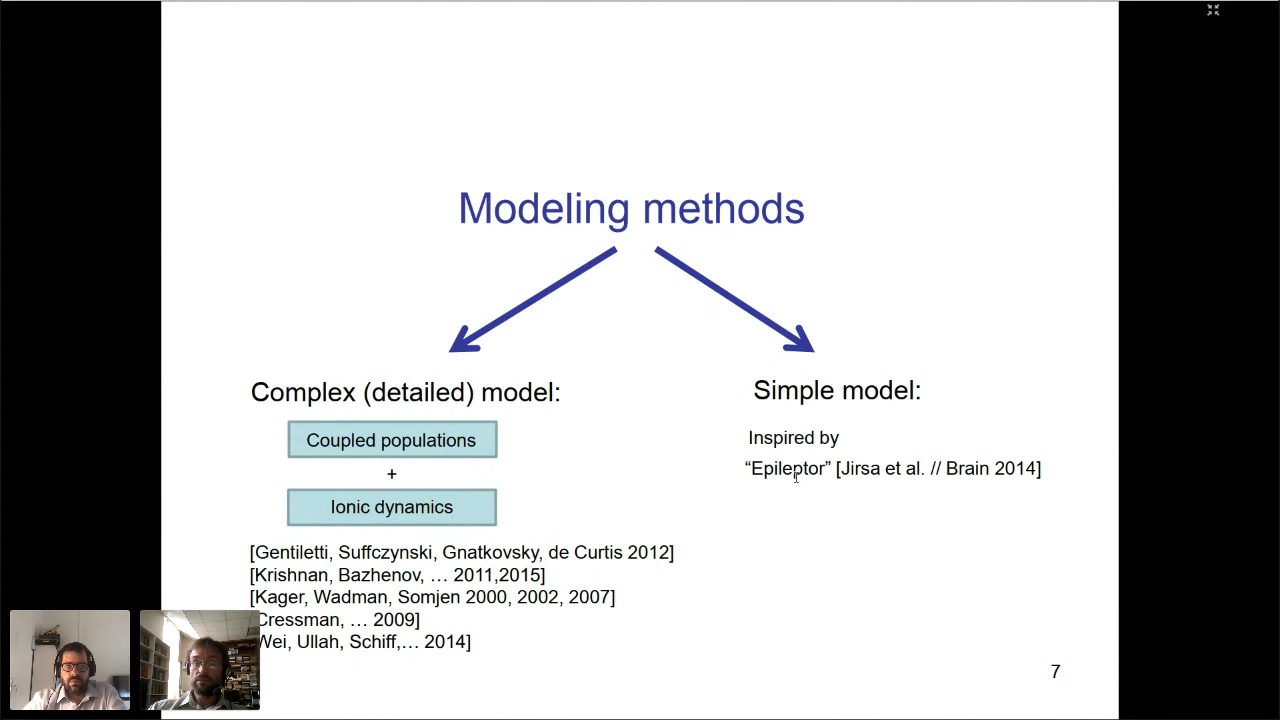 Modeling methods
Complex (detailed) model:
Coupled populations
+
Ionic dynamics
[Gentiletti, Suffczynski, Gnatkovsky, de Curtis 2012]
[Krishnan, Bazhenov, … 2011,2015]
[Kager, Wadman, Somjen 2000, 2002, 2007]
Cressman, … 2009]
Wei, Ullah, Schiff,… 2014]
Simple model:
Inspired by
“Epileptor” [Jirsa et al. // Brain 2014]
7